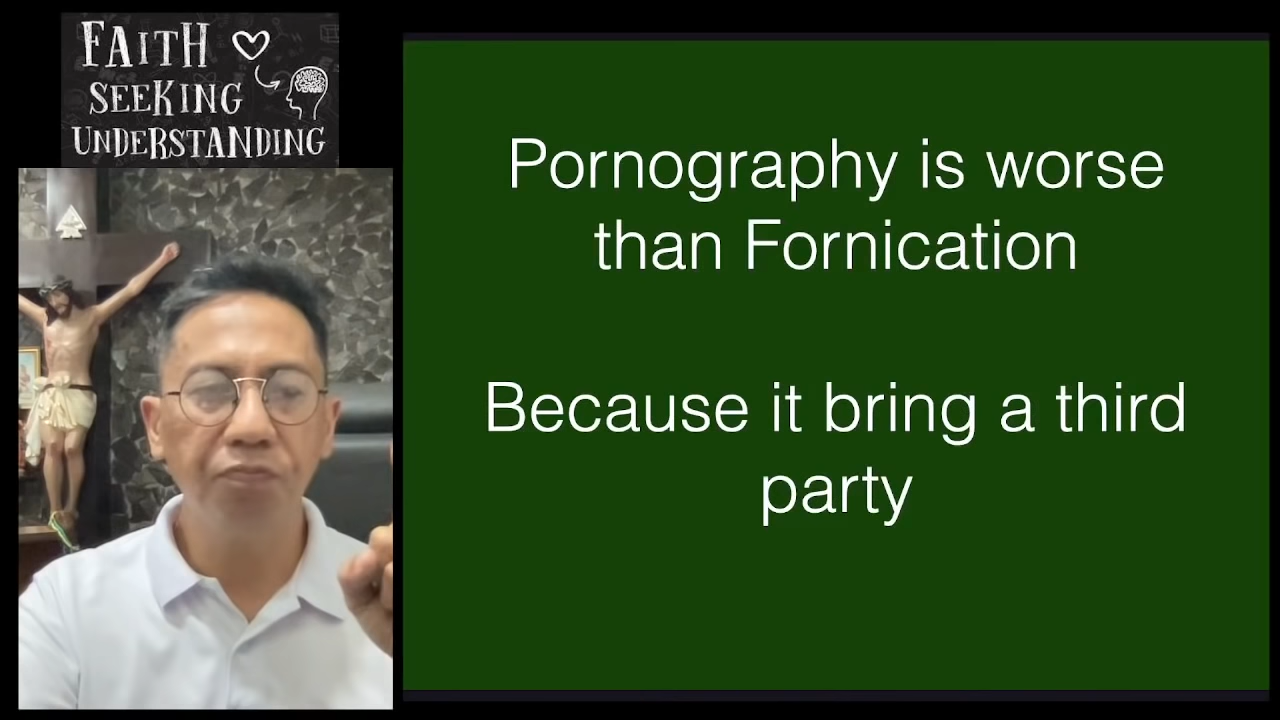 FAITH
SEEKING
UNDERSTANDING
Pornography is worse
than Fornication
Because it bring a third
party